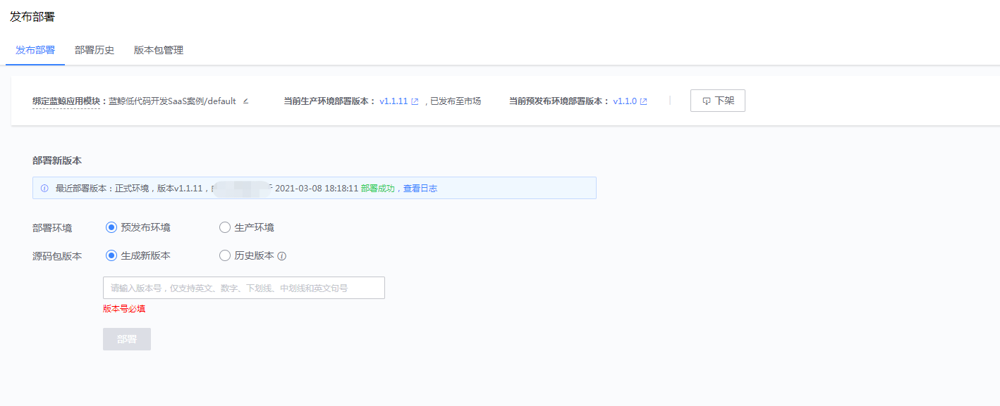 发布部署
发布部署 部署历史 版本包管理
绑定蓝鲸应用模块：蓝鲸低代码开发SaaS案例/default 当前生产环境部署版本： v1.1.11 ，已发布至市场 当前预发布环境部署版本： v1.1.0 下架
部署新版本
最近部署版本：正式环境，版本v1.1.11， 2021-03-08 18:18:11 部署成功，查看日志
部署环境 预发布环境 生产环境
源码包版本 生成新版本 历史版本
请输入版本号，仅支持英文、数字、下划线、中划线和英文句号
版本号必填
部署